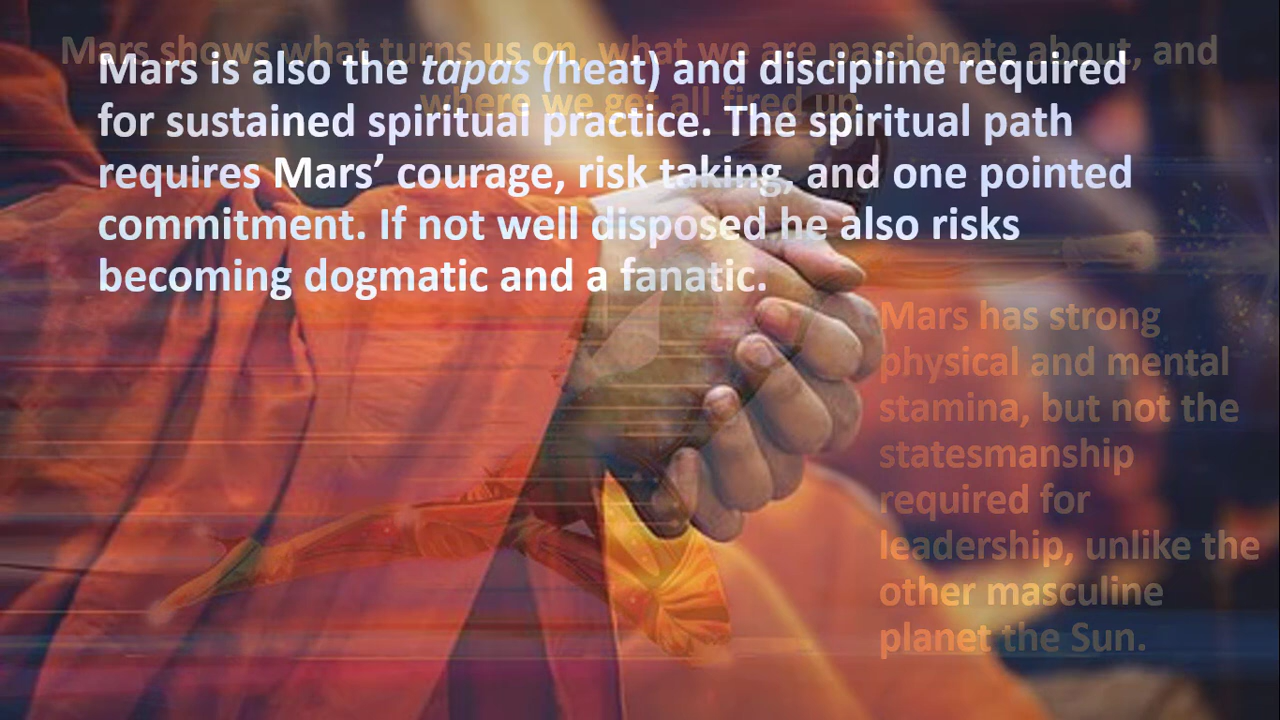 Mars shows what turns us on, what we are passionate about, and
where we get all fired up
Mars is also the tapas (heat) and discipline required
for sustained spiritual practice. The spiritual path
requires Mars’ courage, risk taking, and one pointed
commitment. If not well disposed he also risks
becoming dogmatic and a fanatic.
Mars has strong
physical and mental
stamina, but not the
statesmanship
required for
leadership, unlike the
other masculine
planet the Sun.